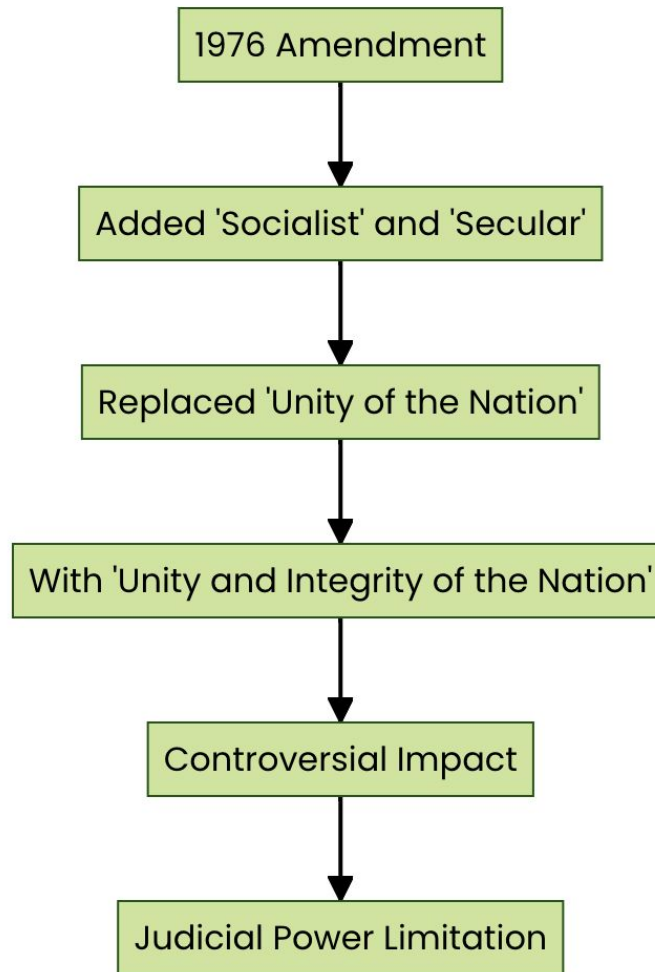 1976 Amendment
Added 'Socialist' and 'Secular'
Replaced 'Unity of the Nation'
With 'Unity and Integrity of the Nation'
Controversial Impact
Judicial Power Limitation